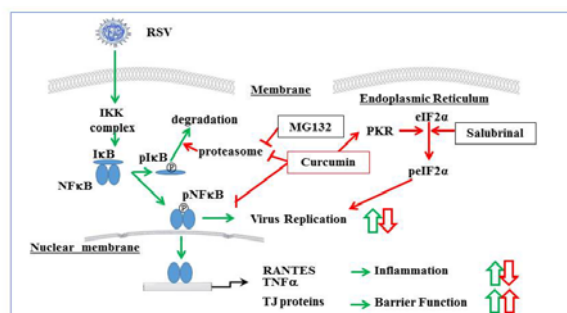 RSV
Membrane
IKK
complex
degradation
Endoplasmic Reticulum
eIF2α
MG132
PKR
Salubrinal
IκB
pIκB
P
proteasome
Curcumin
NFκB
pNFκB
P
peIF2α
Virus Replication
Nuclear membrane
RANTES
Inflammation
TNFα
TJ proteins
Barrier Function